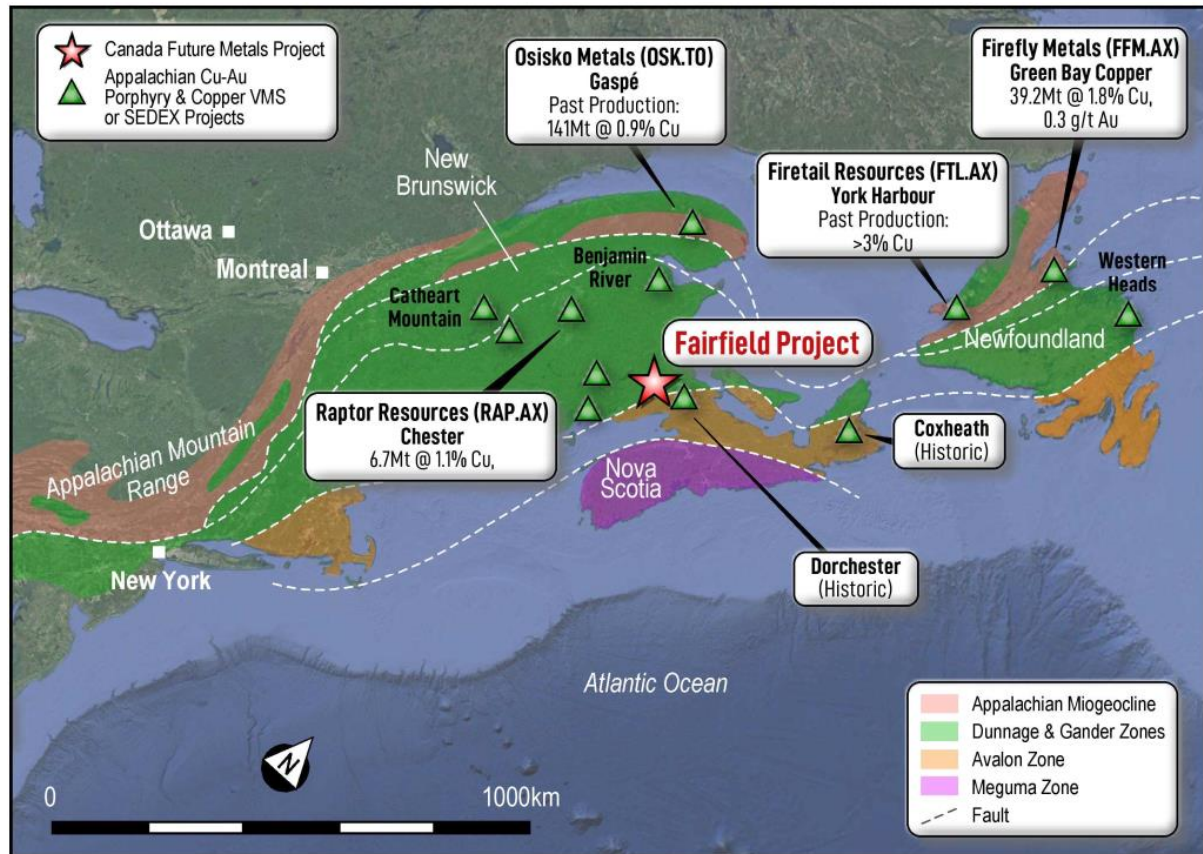 Canada Future Metals Project
Appalachian Cu-Au
Porphyry & Copper VMS
or SEDEX Projects
Osisko Metals (OSK.TO)
Gaspé
Past Production:
141Mt @ 0.9% Cu
Firefly Metals (FFM.AX)
Green Bay Copper
39.2Mt @ 1.8% Cu,
0.3 g/t Au
Firetail Resources (FTL.AX)
York Harbour
Past Production:
>3% Cu
New
Brunswick
Ottawa
Montreal
Benjamin
River
Catheart
Mountain
Western
Heads
Newfoundland
Fairfield Project
Raptor Resources (RAP.AX)
Chester
6.7Mt @ 1.1% Cu,
Coxheath
(Historic)
Appalachian Mountain
Range
Nova
Scotia
New York
Dorchester
(Historic)
Atlantic Ocean
N
0
1000km
Appalachian Miogeocline
Dunnage & Gander Zones
Avalon Zone
Meguma Zone
Fault